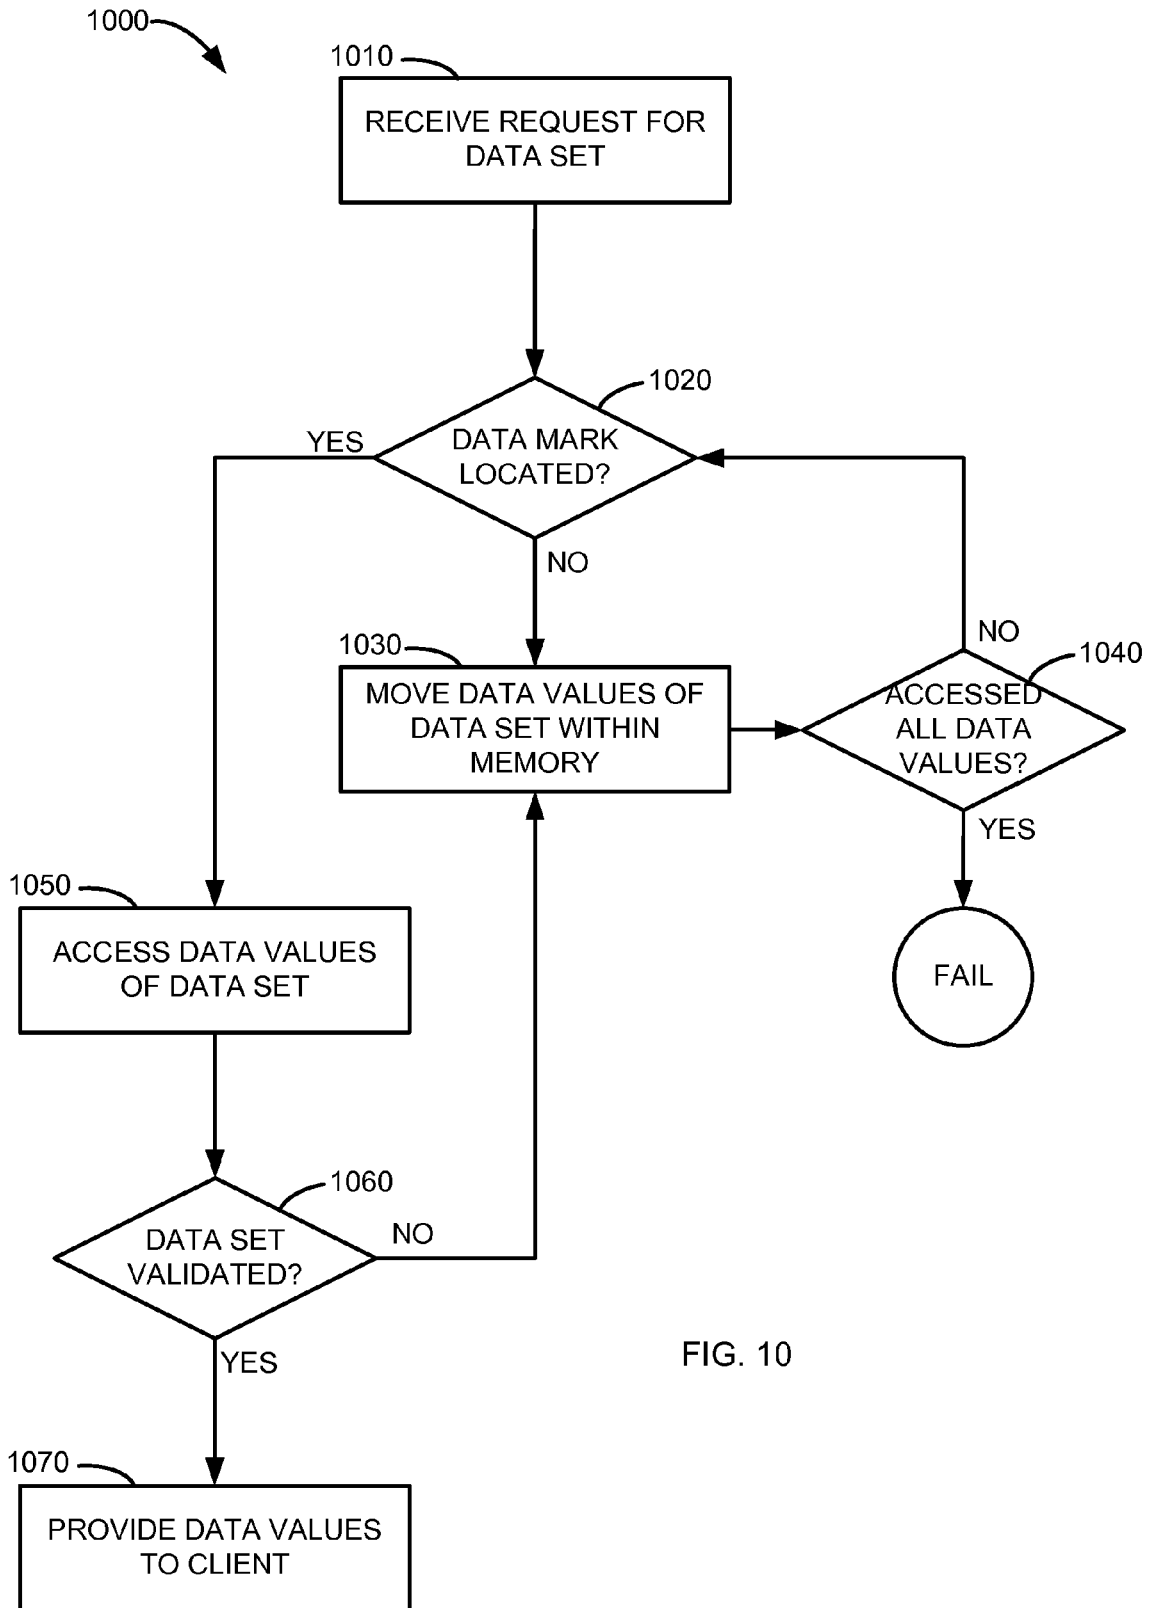 1000
1010
RECEIVE REQUEST FOR
DATA SET
1020
DATA MARK
LOCATED?
YES
NO
1030
MOVE DATA VALUES OF
DATA SET WITHIN
MEMORY
NO
1040
ACCESSED
ALL DATA
VALUES?
YES
FAIL
1050
ACCESS DATA VALUES
OF DATA SET
1060
DATA SET
VALIDATED?
NO
YES
FIG. 10
1070
PROVIDE DATA VALUES
TO CLIENT